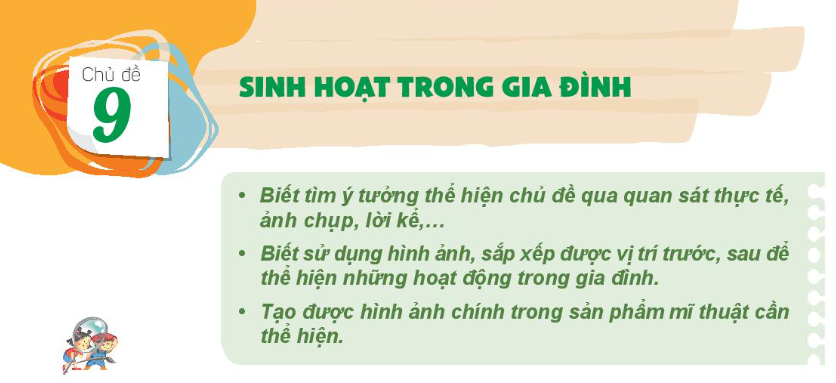 Chủ đề
9
SINH HOẠT TRONG GIA ĐÌNH
• Biết tìm ý tưởng thể hiện chủ đề qua quan sát thực tế,
ảnh chụp, lời kể,...
• Biết sử dụng hình ảnh, sắp xếp được vị trí trước, sau để
thể hiện những hoạt động trong gia đình.
• Tạo được hình ảnh chính trong sản phẩm mĩ thuật cần
thể hiện.